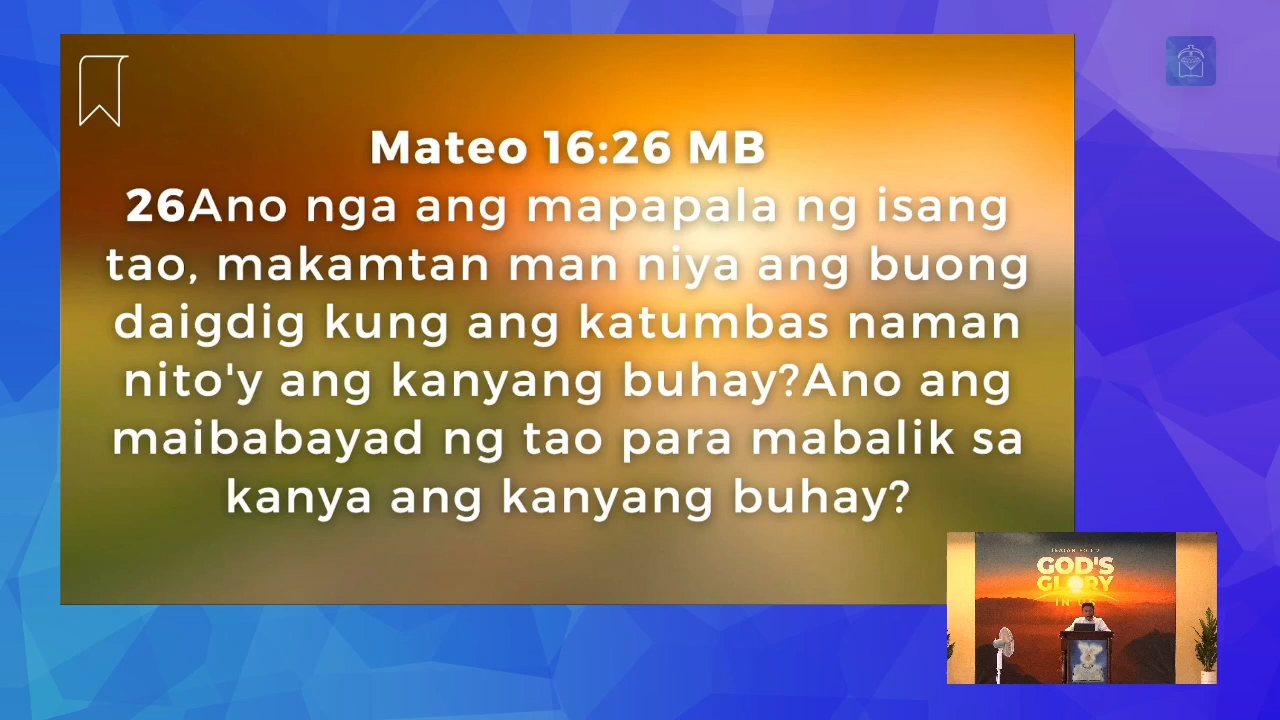 Mateo 16:26 MB
26Ano nga ang mapapala ng isang
tao, makamtan man niya ang buong
daigdig kung ang katumbas naman
nito'y ang kanyang buhay?Ano ang
maibabayad ng tao para mabalik sa
kanya ang kanyang buhay?
GOD'S
GLORY
IN US